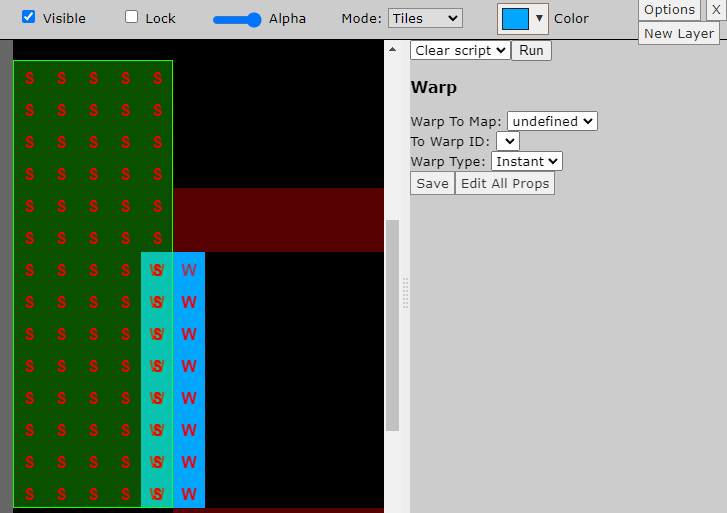 Visible Lock Alpha Mode: Tiles ▼ Color Options X
New Layer
Clear script Run
Warp
Warp To Map: undefined
To Warp ID:
Warp Type: Instant
Save Edit All Props
S S S S S
S S S S S
S S S S S
S S S S S
S S S S S
S S S S S
S S S S W S W
S S S S W S W
S S S S W S W
S S S S W S W
S S S S W S W
S S S S W S W
S S S S W S W
S S S S W S W